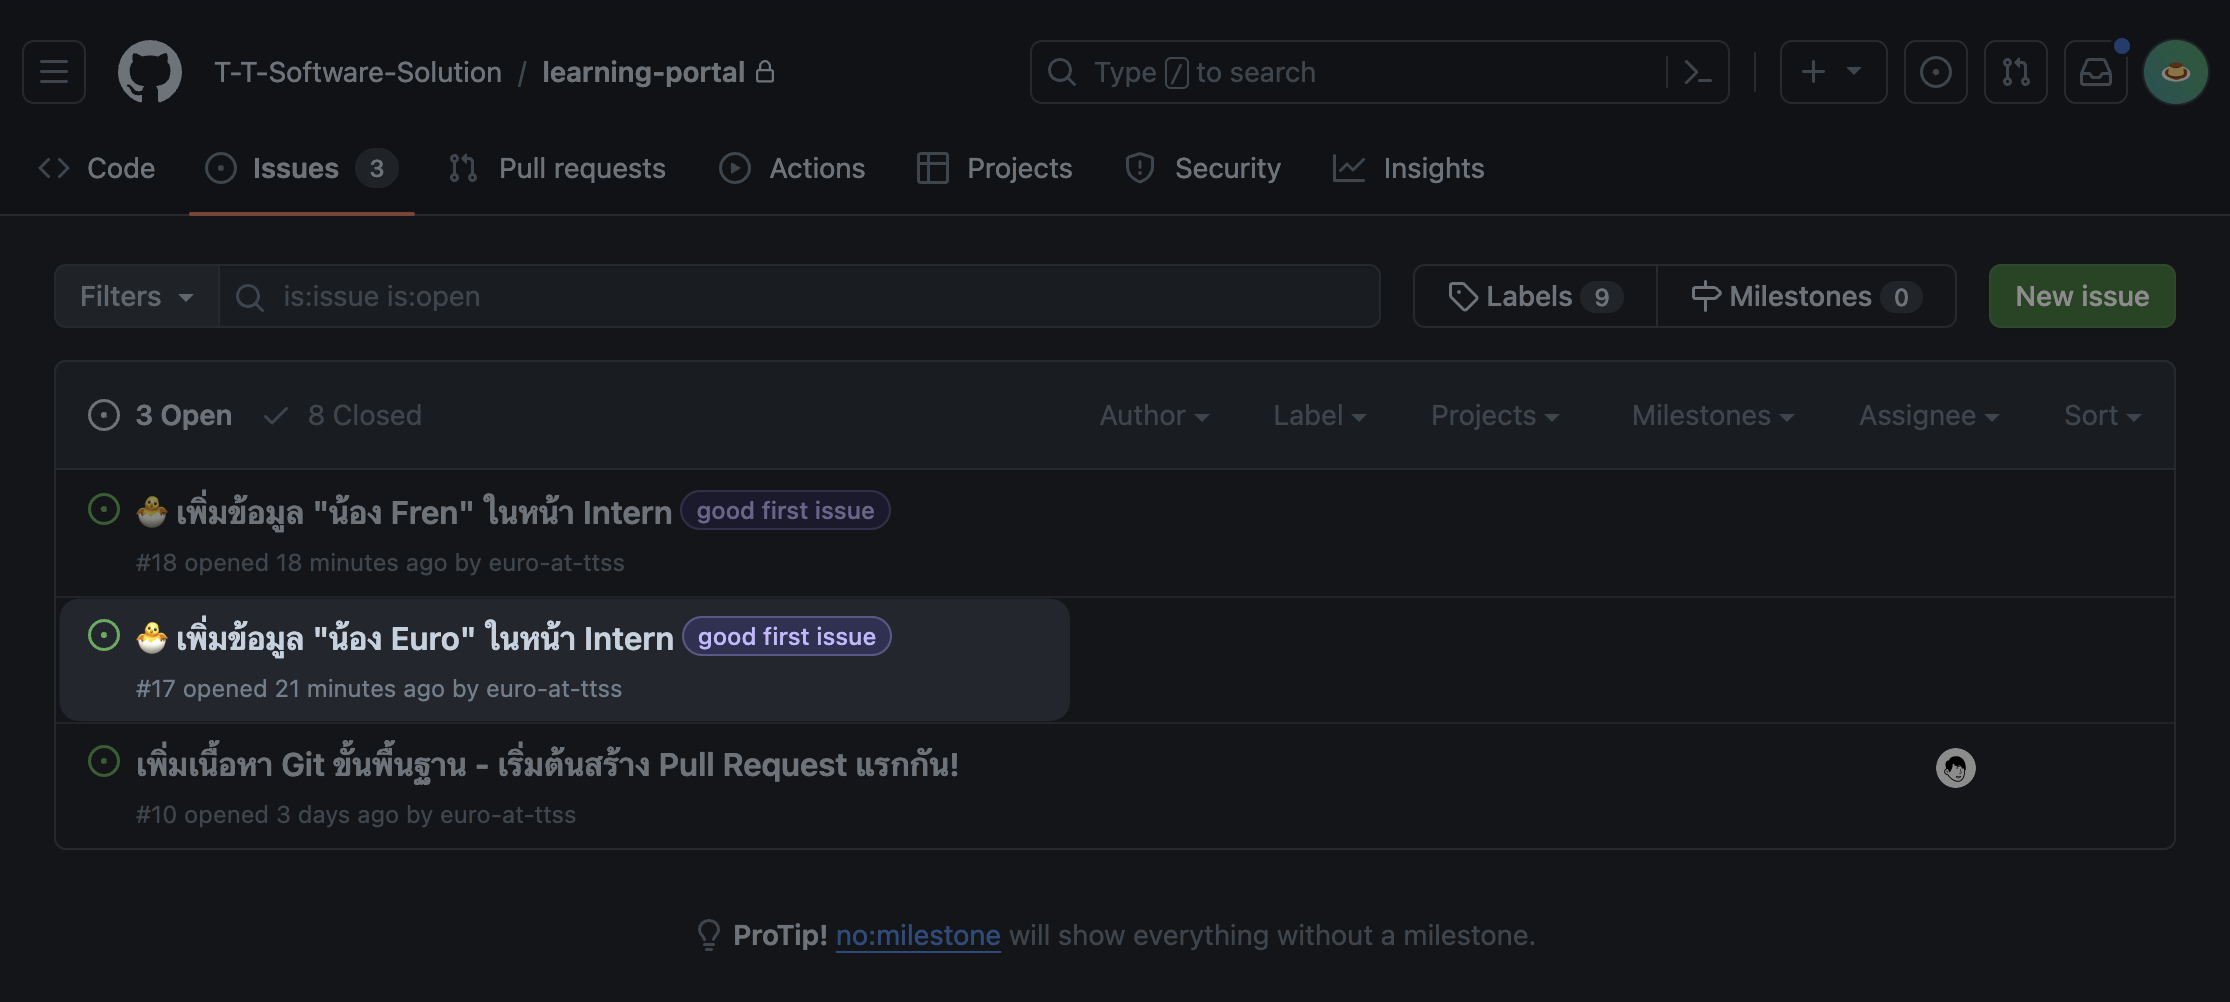 T-T-Software-Solution / learning-portal
Type / to search
Code
Issues 3
Pull requests
Actions
Projects
Security
Insights
Filters
is:issue is:open
Labels 9
Milestones 0
New issue
3 Open
8 Closed
Author
Label
Projects
Milestones
Assignee
Sort
🐣 เพิ่มข้อมูล "น้อง Fren" ในหน้า Intern good first issue
#18 opened 18 minutes ago by euro-at-ttss
🐣 เพิ่มข้อมูล "น้อง Euro" ในหน้า Intern good first issue
#17 opened 21 minutes ago by euro-at-ttss
เพิ่มเนื้อหา Git ขั้นพื้นฐาน - เริ่มต้นสร้าง Pull Request แรกกัน!
#10 opened 3 days ago by euro-at-ttss
ProTip! no:milestone will show everything without a milestone.